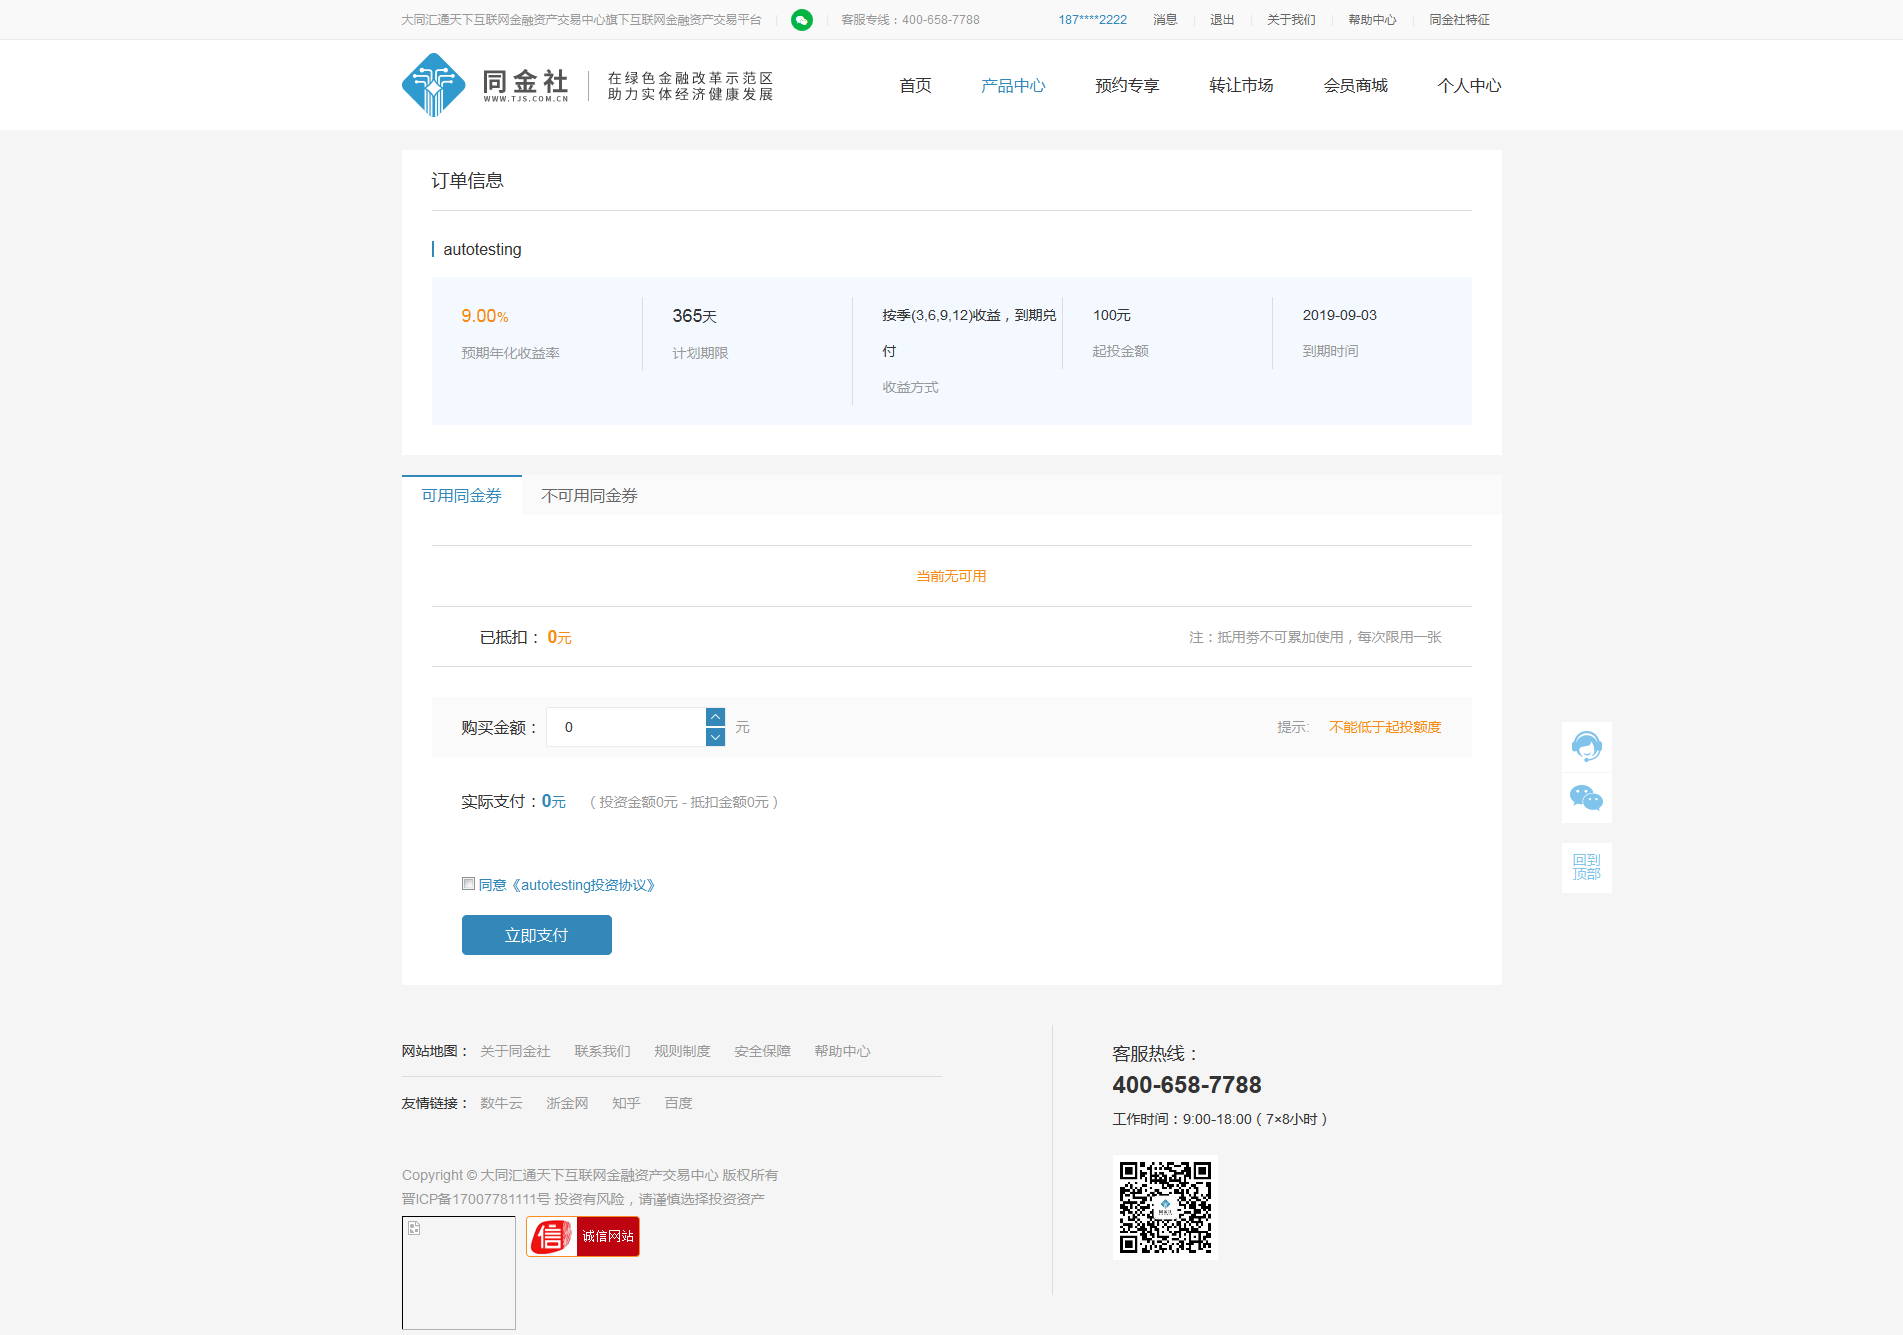 大同汇通天下互联网金融资产交易中心旗下互联网金融资产交易平台 客服专线：400-658-7788 187****2222 消息 退出 关于我们 帮助中心 同金社特征
同金社
WWW.TJS.COM.CN
在绿色金融改革示范区
助力实体经济健康发展
首页 产品中心 预约专享 转让市场 会员商城 个人中心
订单信息
autotesting
9.00%
预期年化收益率
365天
计划期限
按季(3,6,9,12)收益，到期兑
付
收益方式
100元
起投金额
2019-09-03
到期时间
可用同金券 不可用同金券
当前无可用
已抵扣： 0元 注：抵用券不可累加使用，每次限用一张
购买金额： 0 元 提示: 不能低于起投额度
实际支付：0元 （投资金额0元 - 抵扣金额0元）
同意《autotesting投资协议》
立即支付
回到
顶部
网站地图： 关于同金社 联系我们 规则制度 安全保障 帮助中心
友情链接： 数牛云 浙金网 知乎 百度
Copyright © 大同汇通天下互联网金融资产交易中心 版权所有
晋ICP备17007781111号 投资有风险，请谨慎选择投资资产
信 诚信网站
客服热线：
400-658-7788
工作时间：9:00-18:00（7×8小时）